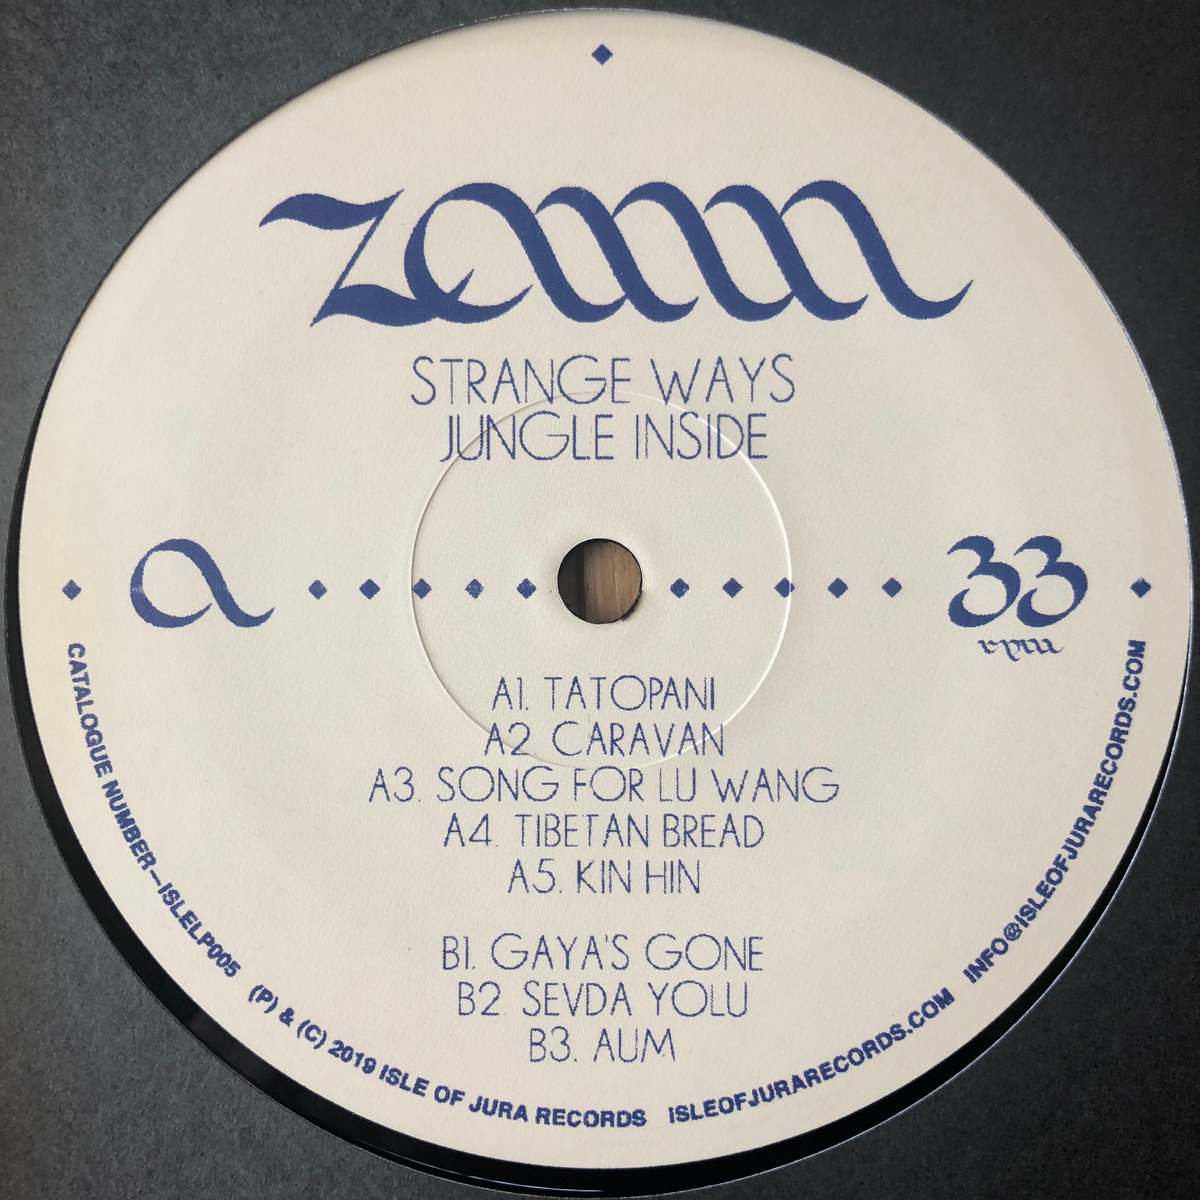 zann
STRANGE WAYS
JUNGLE INSIDE
a
33
rpm
A1. TATOPANI
A2. CARAVAN
A3. SONG FOR LU WANG
A4. TIBETAN BREAD
A5. KIN HIN
B1. GAYA'S GONE
B2. SEVDA YOLU
B3. AUM
CATALOGUE NUMBER—ISLELP005 (P) & (C) 2019 ISLE OF JURA RECORDS ISLEOFJURARECORDS.COM INFO@ISLEOFJURARECORDS.COM